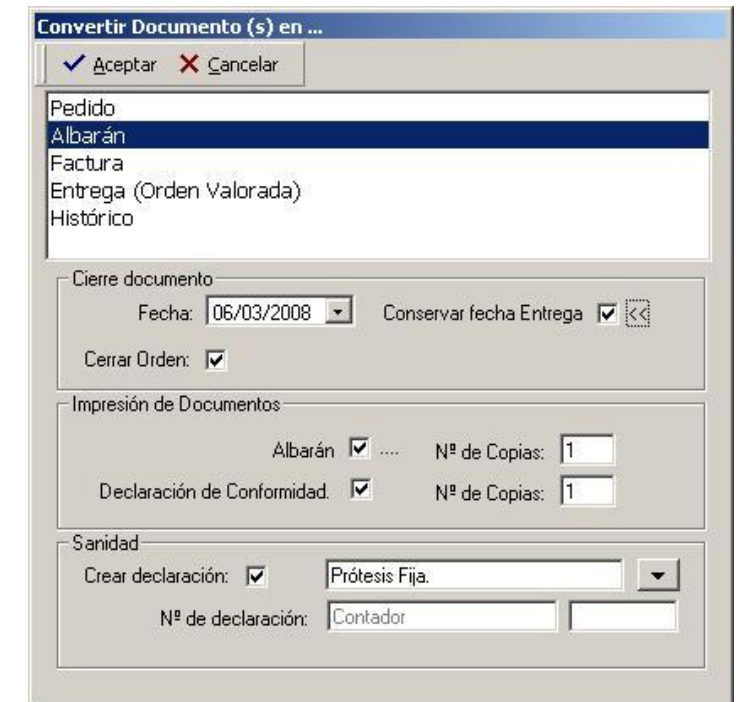 Convertir Documento (s) en ...
Aceptar Cancelar
Pedido
Albarán
Factura
Entrega (Orden Valorada)
Histórico
Cierre documento
Fecha: 06/03/2008 Conservar fecha Entrega <<
Cerrar Orden:
Impresión de Documentos
Albarán .... Nº de Copias: 1
Declaración de Conformidad. Nº de Copias: 1
Sanidad
Crear declaración: Prótesis Fija.
Nº de declaración: Contador